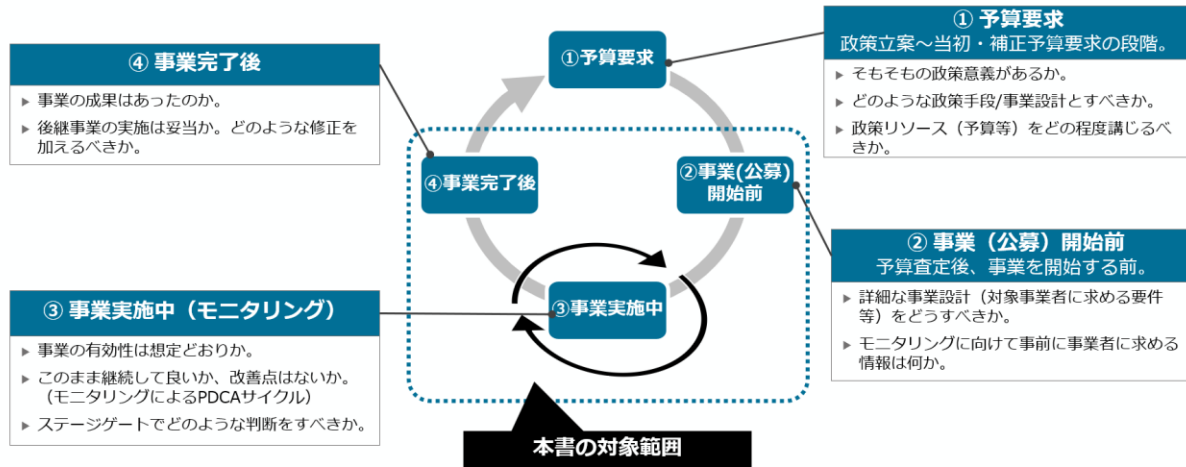 ① 予算要求
政策立案～当初・補正予算要求の段階。
▶ そもそもの政策意義があるか。
▶ どのような政策手段/事業設計とすべきか。
▶ 政策リソース（予算等）をどの程度講じるべ
きか。
④ 事業完了後
▶ 事業の成果はあったのか。
▶ 後継事業の実施は妥当か。どのような修正を
加えるべきか。
①予算要求
④事業完了後
②事業(公募)
開始前
③事業実施中
② 事業（公募）開始前
予算査定後、事業を開始する前。
▶ 詳細な事業設計（対象事業者に求める要件
等）をどうすべきか。
▶ モニタリングに向けて事前に事業者に求める
情報は何か。
③ 事業実施中（モニタリング）
▶ 事業の有効性は想定どおりか。
▶ このまま継続して良いか、改善点はないか。
（モニタリングによるPDCAサイクル）
▶ ステージゲートでどのような判断をすべきか。
本書の対象範囲